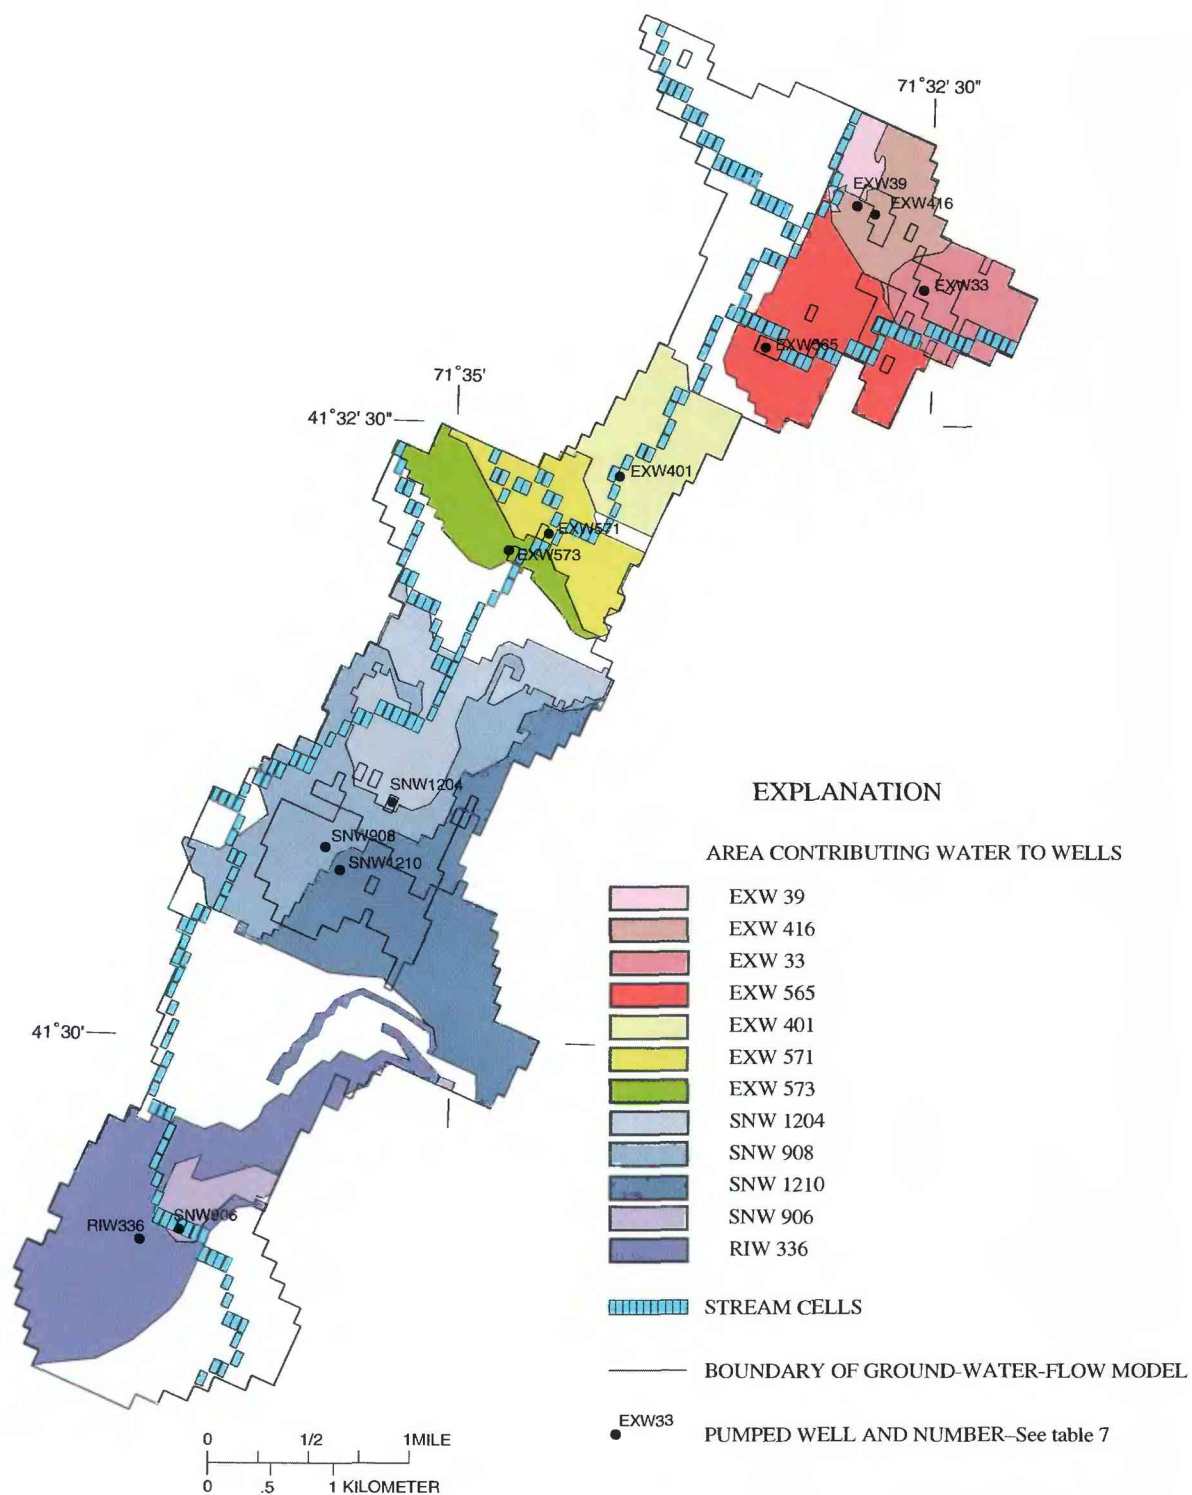 71°32' 30"
EXW39
EXW416
EXW33
EXW565
71°35'
41°32' 30"
EXW401
EXW571
EXW573
SNW1204
SNW908
SNW1210
41°30'
SNW906
RIW336
EXPLANATION
AREA CONTRIBUTING WATER TO WELLS
EXW 39
EXW 416
EXW 33
EXW 565
EXW 401
EXW 571
EXW 573
SNW 1204
SNW 908
SNW 1210
SNW 906
RIW 336
STREAM CELLS
BOUNDARY OF GROUND-WATER-FLOW MODEL
EXW33
PUMPED WELL AND NUMBER–See table 7
0 1/2 1MILE
0 .5 1 KILOMETER